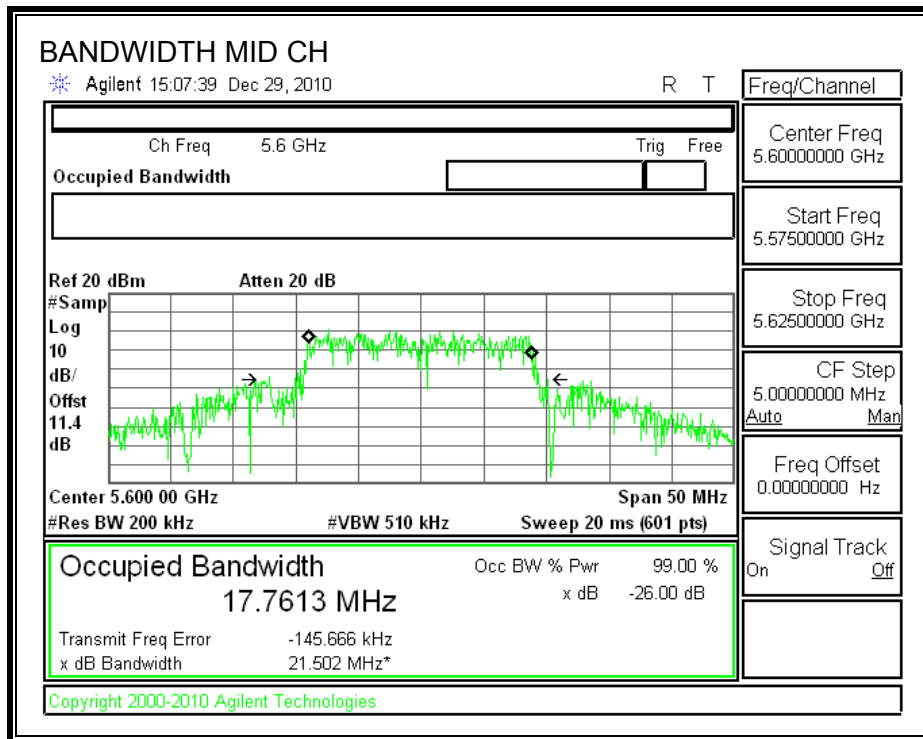 BANDWIDTH MID CH
Agilent 15:07:39 Dec 29, 2010 R T
Freq/Channel
Ch Freq 5.6 GHz Trig Free
Occupied Bandwidth
Center Freq
5.60000000 GHz
Start Freq
5.57500000 GHz
Stop Freq
5.62500000 GHz
CF Step
5.00000000 MHz
Auto Man
Freq Offset
0.00000000 Hz
Signal Track
On Off
Ref 20 dBm Atten 20 dB
#Samp
Log
10
dB/
Offst
11.4
dB
Center 5.600 00 GHz Span 50 MHz
#Res BW 200 kHz #VBW 510 kHz Sweep 20 ms (601 pts)
Occupied Bandwidth Occ BW % Pwr 99.00 %
17.7613 MHz x dB -26.00 dB
Transmit Freq Error -145.666 kHz
x dB Bandwidth 21.502 MHz*
Copyright 2000-2010 Agilent Technologies